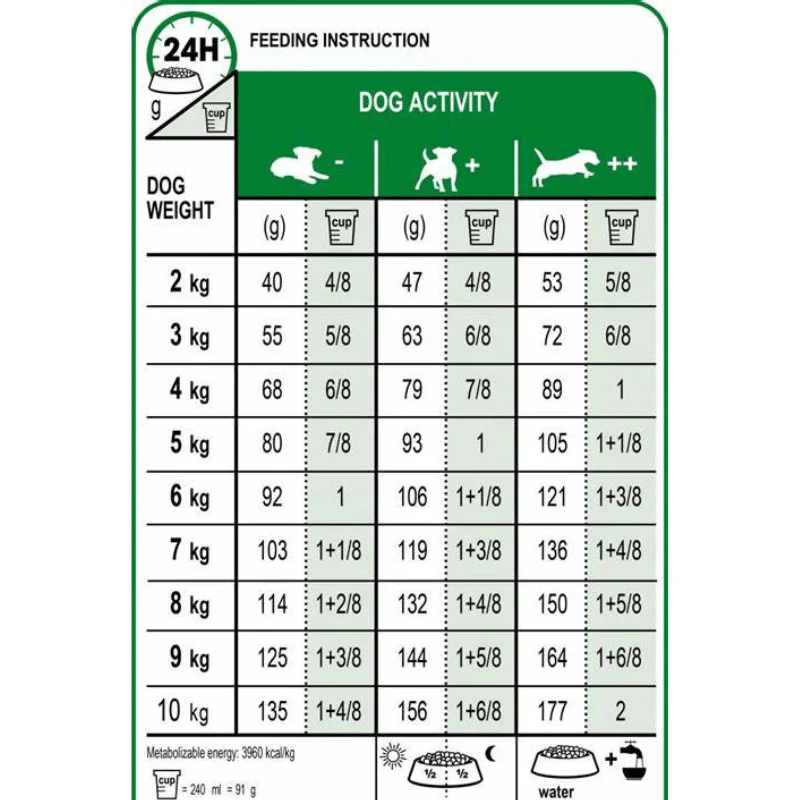 24H
FEEDING INSTRUCTION
g
cup
DOG ACTIVITY
- + ++
DOG
WEIGHT
(g) cup (g) cup (g) cup
2 kg 40 4/8 47 4/8 53 5/8
3 kg 55 5/8 63 6/8 72 6/8
4 kg 68 6/8 79 7/8 89 1
5 kg 80 7/8 93 1 105 1+1/8
6 kg 92 1 106 1+1/8 121 1+3/8
7 kg 103 1+1/8 119 1+3/8 136 1+4/8
8 kg 114 1+2/8 132 1+4/8 150 1+5/8
9 kg 125 1+3/8 144 1+5/8 164 1+6/8
10 kg 135 1+4/8 156 1+6/8 177 2
Metabolizable energy: 3960 kcal/kg
cup = 240 ml = 91 g
½ ½
+
water